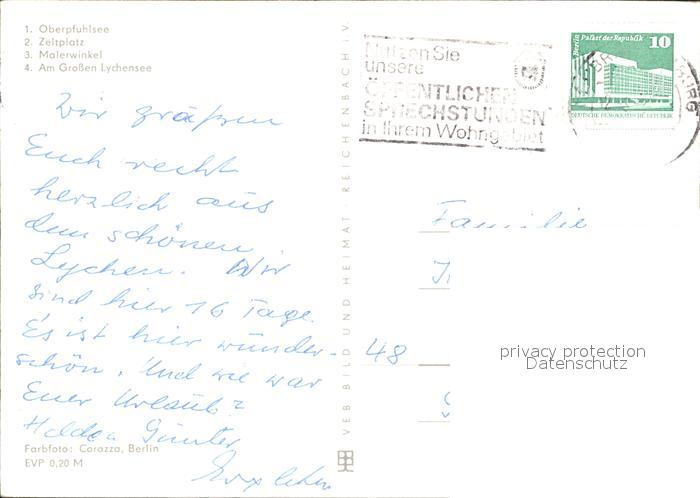 1. Oberpfuhlsee
2. Zeltplatz
3. Malerwinkel
4. Am Großen Lychensee
Wir grüßen
Euch recht
herzlich aus
dem schönen
Lychen. Wir
sind hier 16 Tage.
Es ist hier wunder-
schön. Und wie war
Euer Urlaub?
Günter
Farbfoto: Corazza, Berlin
EVP 0,20 M
VEB BILD UND HEIMAT · REICHENBACH i.V.
Nutzen Sie
unsere
ÖFFENTLICHEN
SPRECHSTUNDEN
in Ihrem Wohngebiet
Berlin Palast der Republik 10
DEUTSCHE DEMOKRATISCHE REPUBLIK
Familie
48
privacy protection
Datenschutz